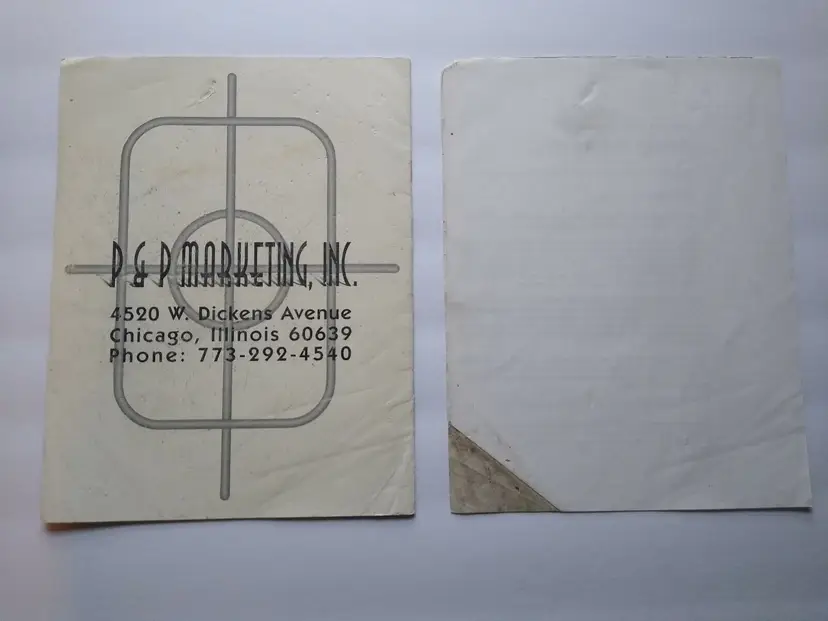 P & P MARKETING, INC.
4520 W. Dickens Avenue
Chicago, Illinois 60639
Phone: 773-292-4540